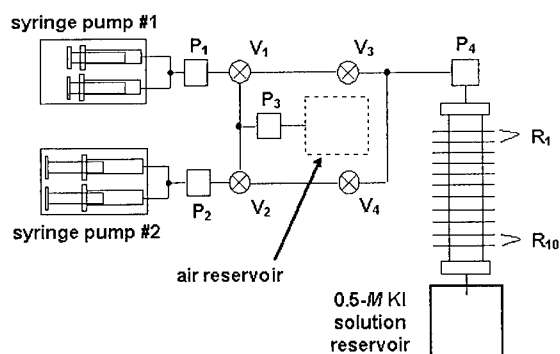 syringe pump #1
P1
V1
V3
P4
P3
R1
P2
V2
V4
syringe pump #2
R10
air reservoir
0.5-M KI
solution
reservoir